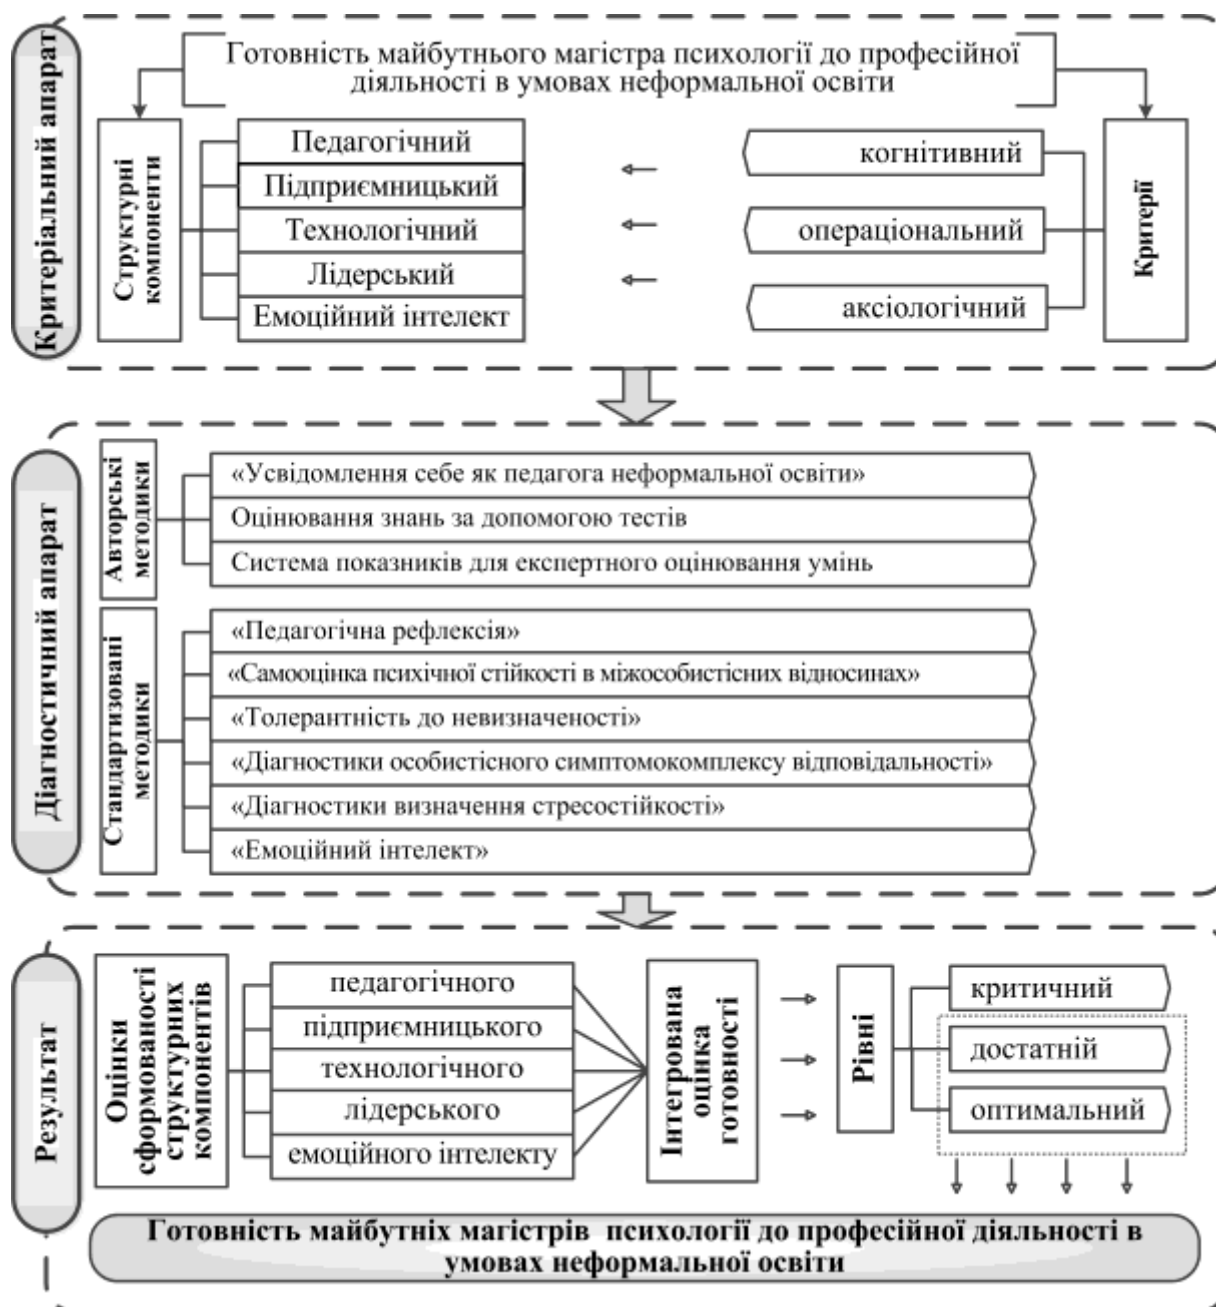 Критеріальний апарат
Готовність майбутнього магістра психології до професійної
діяльності в умовах неформальної освіти
Структурні
компоненти
Педагогічний
Підприємницький
Технологічний
Лідерський
Емоційний інтелект
когнітивний
операціональний
аксіологічний
Критерії
Діагностичний апарат
Авторські
методики
«Усвідомлення себе як педагога неформальної освіти»
Оцінювання знань за допомогою тестів
Система показників для експертного оцінювання умінь
Стандартизовані
методики
«Педагогічна рефлексія»
«Самооцінка психічної стійкості в міжособистісних відносинах»
«Толерантність до невизначеності»
«Діагностики особистісного симптомокомплексу відповідальності»
«Діагностики визначення стресостійкості»
«Емоційний інтелект»
Результат
Оцінки
сформованості
структурних
компонентів
педагогічного
підприємницького
технологічного
лідерського
емоційного інтелекту
Інтегрована
оцінка
готовності
Рівні
критичний
достатній
оптимальний
Готовність майбутніх магістрів психології до професійної діяльності в
умовах неформальної освіти